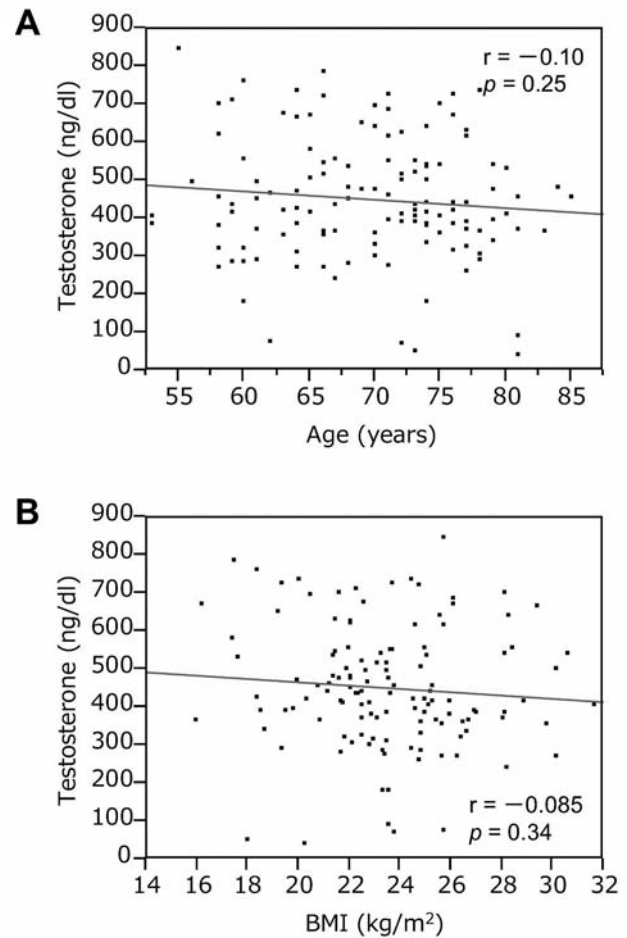 A
900
800
700
600
500
400
300
200
100
0
Testosterone (ng/dl)
r = −0.10
p = 0.25
55 60 65 70 75 80 85
Age (years)
B
900
800
700
600
500
400
300
200
100
0
Testosterone (ng/dl)
r = −0.085
p = 0.34
14 16 18 20 22 24 26 28 30 32
BMI (kg/m²)